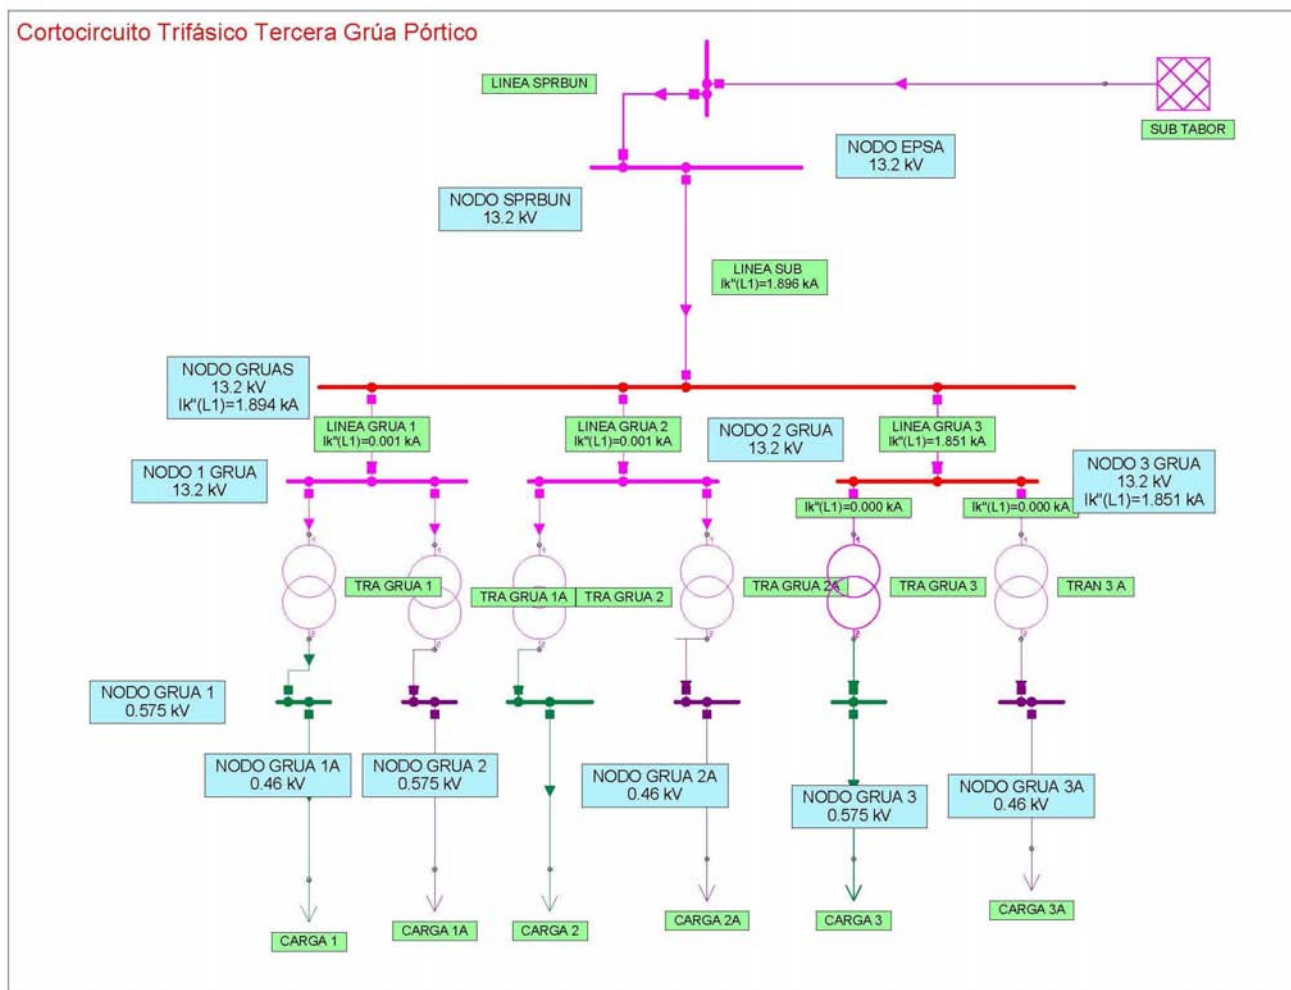 Cortocircuito Trifásico Tercera Grúa Pórtico
LINEA SPRBUN
SUB TABOR
NODO EPSA
13.2 kV
NODO SPRBUN
13.2 kV
LINEA SUB
Ik"(L1)=1.896 kA
NODO GRUAS
13.2 kV
Ik"(L1)=1.894 kA
LINEA GRUA 1
Ik"(L1)=0.001 kA
LINEA GRUA 2
Ik"(L1)=0.001 kA
NODO 2 GRUA
13.2 kV
LINEA GRUA 3
Ik"(L1)=1.851 kA
NODO 1 GRUA
13.2 kV
NODO 3 GRUA
13.2 kV
Ik"(L1)=1.851 kA
Ik"(L1)=0.000 kA
Ik"(L1)=0.000 kA
TRA GRUA 1
TRA GRUA 1A
TRA GRUA 2
TRA GRUA 2A
TRA GRUA 3
TRAN 3 A
NODO GRUA 1
0.575 kV
NODO GRUA 1A
0.46 kV
NODO GRUA 2
0.575 kV
NODO GRUA 2A
0.46 kV
NODO GRUA 3
0.575 kV
NODO GRUA 3A
0.46 kV
CARGA 1
CARGA 1A
CARGA 2
CARGA 2A
CARGA 3
CARGA 3A